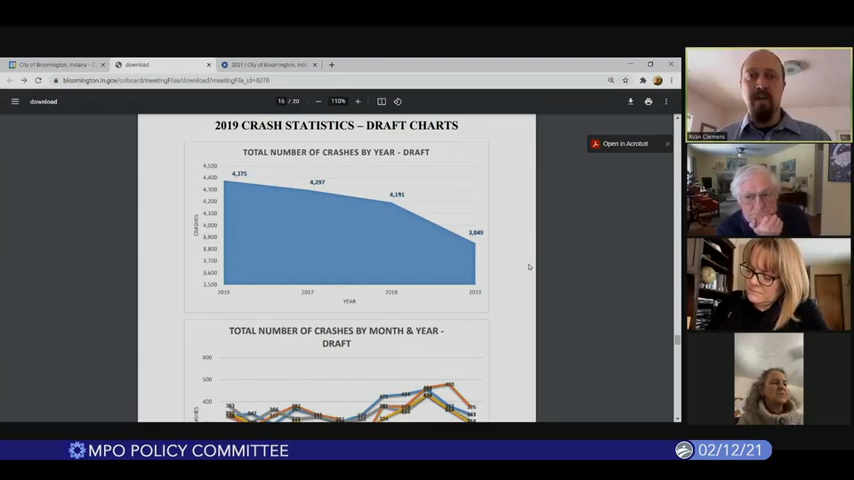 City of Bloomington, Indiana - C
download
2021 | City of Bloomington, Indi
bloomington.in.gov/onboard/meetingFiles/download?meetingFile_id=8276
download
16 / 20
110%
Open in Acrobat
2019 CRASH STATISTICS – DRAFT CHARTS
TOTAL NUMBER OF CRASHES BY YEAR - DRAFT
4,500
4,400
4,300
4,200
4,100
4,000
3,900
3,800
3,700
3,600
3,500
CRASHES
4,375
4,297
4,191
3,849
2016
2017
2018
2019
YEAR
TOTAL NUMBER OF CRASHES BY MONTH & YEAR -
DRAFT
600
500
400
480
Ryan Clemens
MPO POLICY COMMITTEE
02/12/21